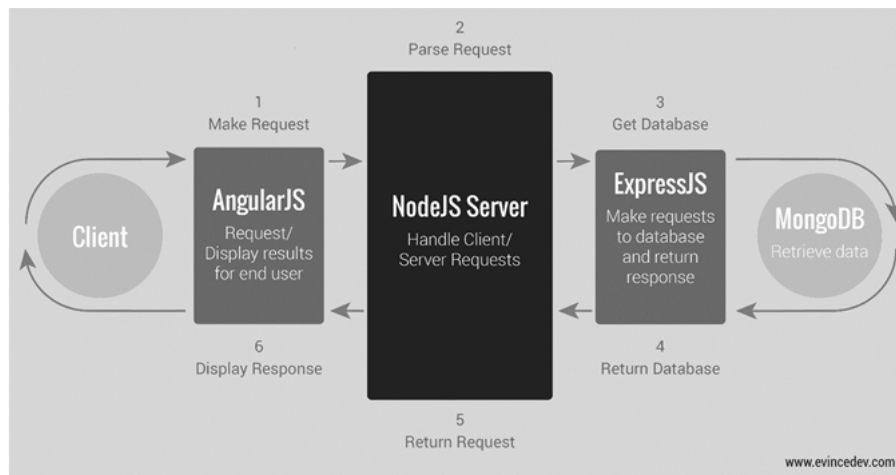 2
Parse Request
1
Make Request
3
Get Database
Client
AngularJS
Request/
Display results
for end user
NodeJS Server
Handle Client/
Server Requests
ExpressJS
Make requests
to database
and return
response
MongoDB
Retrieve data
6
Display Response
4
Return Database
5
Return Request
www.evincedev.com